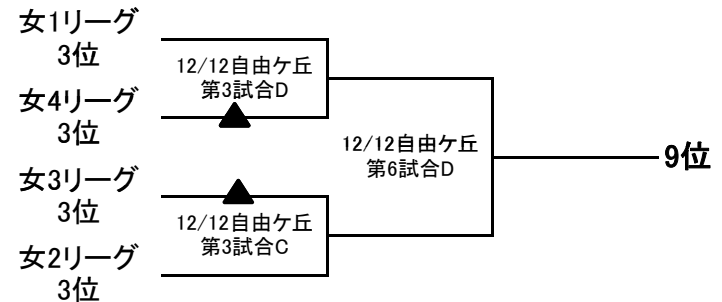 女1リーグ
3位
12/12自由ケ丘
第3試合D
女4リーグ
3位
12/12自由ケ丘
第6試合D
9位
女3リーグ
3位
12/12自由ケ丘
第3試合C
女2リーグ
3位